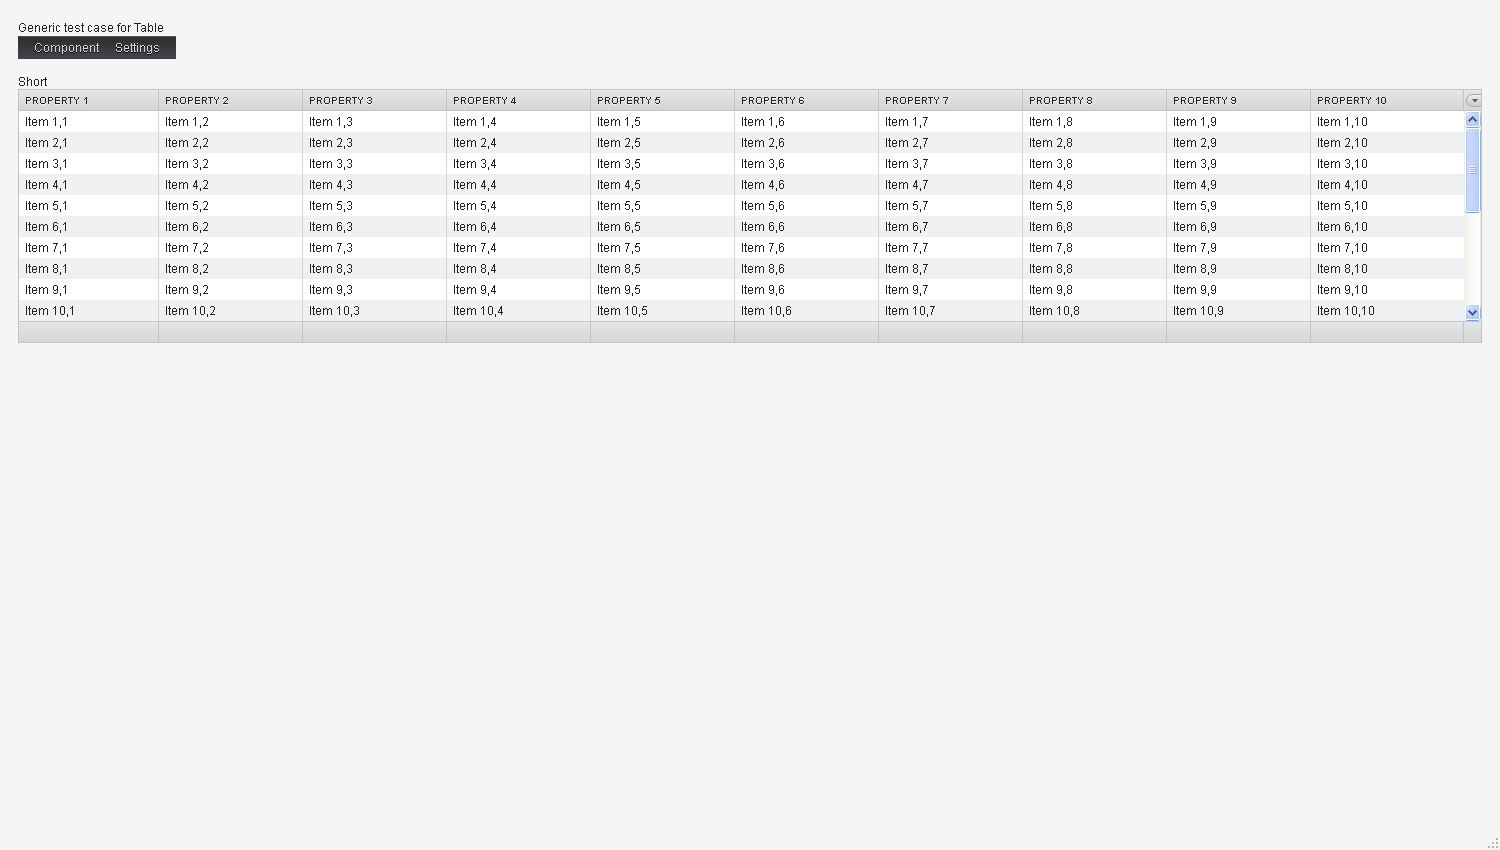 Generic test case for Table
Component Settings
Short
PROPERTY 1 PROPERTY 2 PROPERTY 3 PROPERTY 4 PROPERTY 5 PROPERTY 6 PROPERTY 7 PROPERTY 8 PROPERTY 9 PROPERTY 10
Item 1,1 Item 1,2 Item 1,3 Item 1,4 Item 1,5 Item 1,6 Item 1,7 Item 1,8 Item 1,9 Item 1,10
Item 2,1 Item 2,2 Item 2,3 Item 2,4 Item 2,5 Item 2,6 Item 2,7 Item 2,8 Item 2,9 Item 2,10
Item 3,1 Item 3,2 Item 3,3 Item 3,4 Item 3,5 Item 3,6 Item 3,7 Item 3,8 Item 3,9 Item 3,10
Item 4,1 Item 4,2 Item 4,3 Item 4,4 Item 4,5 Item 4,6 Item 4,7 Item 4,8 Item 4,9 Item 4,10
Item 5,1 Item 5,2 Item 5,3 Item 5,4 Item 5,5 Item 5,6 Item 5,7 Item 5,8 Item 5,9 Item 5,10
Item 6,1 Item 6,2 Item 6,3 Item 6,4 Item 6,5 Item 6,6 Item 6,7 Item 6,8 Item 6,9 Item 6,10
Item 7,1 Item 7,2 Item 7,3 Item 7,4 Item 7,5 Item 7,6 Item 7,7 Item 7,8 Item 7,9 Item 7,10
Item 8,1 Item 8,2 Item 8,3 Item 8,4 Item 8,5 Item 8,6 Item 8,7 Item 8,8 Item 8,9 Item 8,10
Item 9,1 Item 9,2 Item 9,3 Item 9,4 Item 9,5 Item 9,6 Item 9,7 Item 9,8 Item 9,9 Item 9,10
Item 10,1 Item 10,2 Item 10,3 Item 10,4 Item 10,5 Item 10,6 Item 10,7 Item 10,8 Item 10,9 Item 10,10